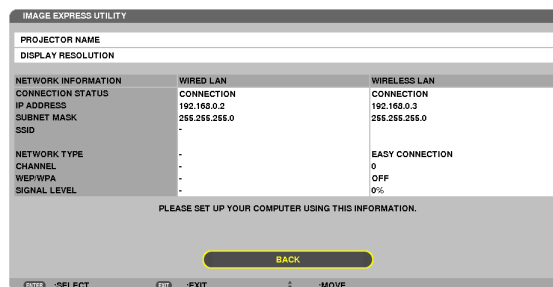 IMAGE EXPRESS UTILITY
PROJECTOR NAME
DISPLAY RESOLUTION
NETWORK INFORMATION WIRED LAN WIRELESS LAN
CONNECTION STATUS CONNECTION CONNECTION
IP ADDRESS 192.168.0.2 192.168.0.3
SUBNET MASK 255.255.255.0 255.255.255.0
SSID -
NETWORK TYPE - EASY CONNECTION
CHANNEL - 0
WEP/WPA - OFF
SIGNAL LEVEL - 0%
PLEASE SET UP YOUR COMPUTER USING THIS INFORMATION.
BACK
ENTER :SELECT EXIT :EXIT :MOVE